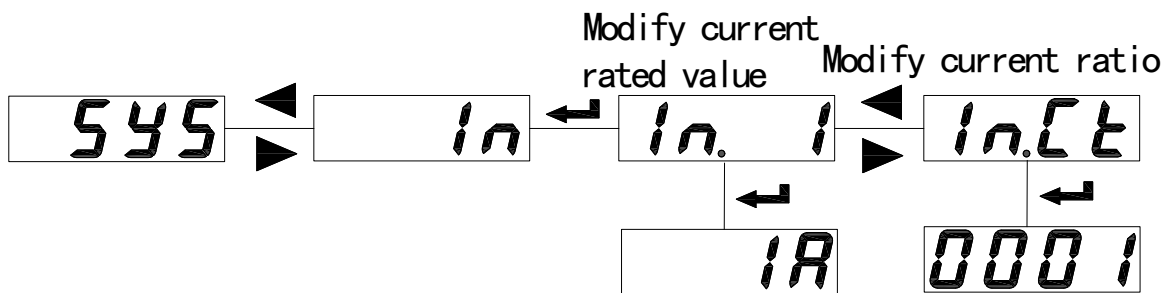 Modify current
rated value
Modify current ratio
SYS
In
In. 1
In.Ct
1A
0001